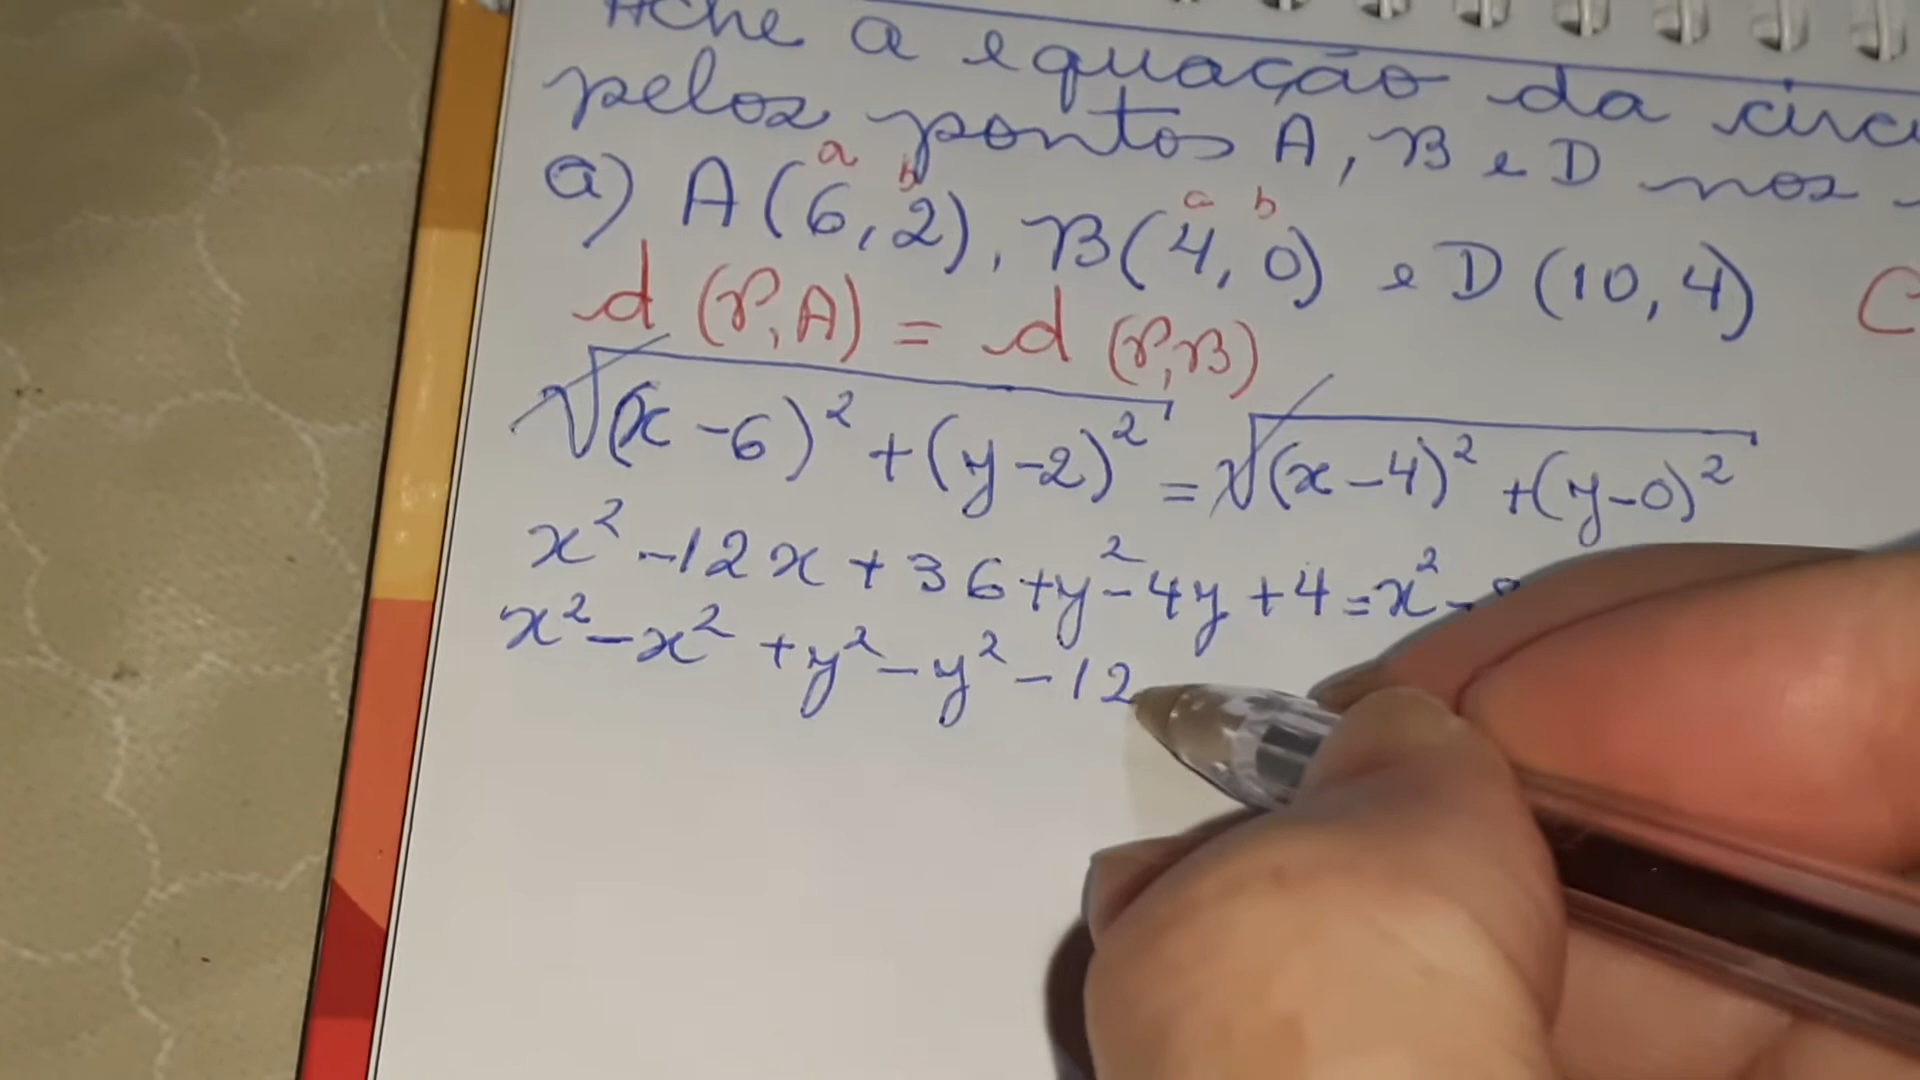 Ache a equação da
pelos pontos A, B e D nos
a b a b
a) A(6,2), B(4,0) e D(10,4) C
d (P,A) = d (P,B)
√(x-6)² + (y-2)² = √(x-4)² + (y-0)²
x² - 12x + 36 + y² - 4y + 4 = x² -
x² - x² + y² - y² - 12